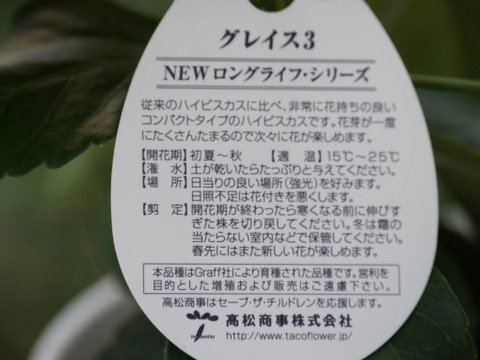 グレイス3
NEWロングライフ・シリーズ
従来のハイビスカスに比べ、非常に花持ちの良い
コンパクトタイプのハイビスカスです。花芽が一度
にたくさんたまるので次々に花が楽しめます。
【開花期】初夏～秋 【適 温】15℃～25℃
【潅 水】土が乾いたらたっぷりと与えてください。
【場 所】日当りの良い場所(強光)を好みます。
日照不足は花付きを悪くします。
【剪 定】開花期が終わったら寒くなる前に伸びす
ぎた株を切り戻してください。冬は霜の
当たらない室内などで保管してください。
春先にはまた新しい花が楽しめます。
本品種はGraff社により育種された品種です。営利を
目的とした増殖および販売はご遠慮下さい。
高松商事はセーブ・ザ・チルドレンを応援します。
高松商事株式会社
http://www.tacoflower.jp/